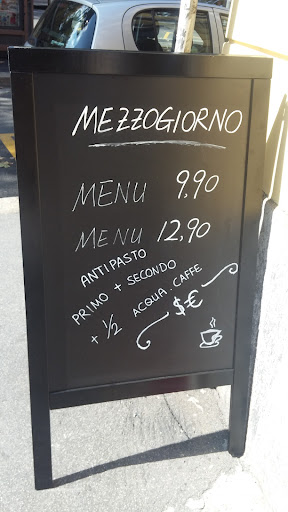 MEZZOGIORNO
MENU 9,90
MENU 12,90
ANTIPASTO
PRIMO + SECONDO
+ 1/2 ACQUA. CAFFE
$€